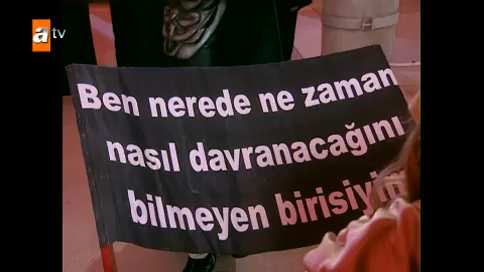 atv
Ben nerede ne zaman
nasıl davranacağını
bilmeyen birisiyim